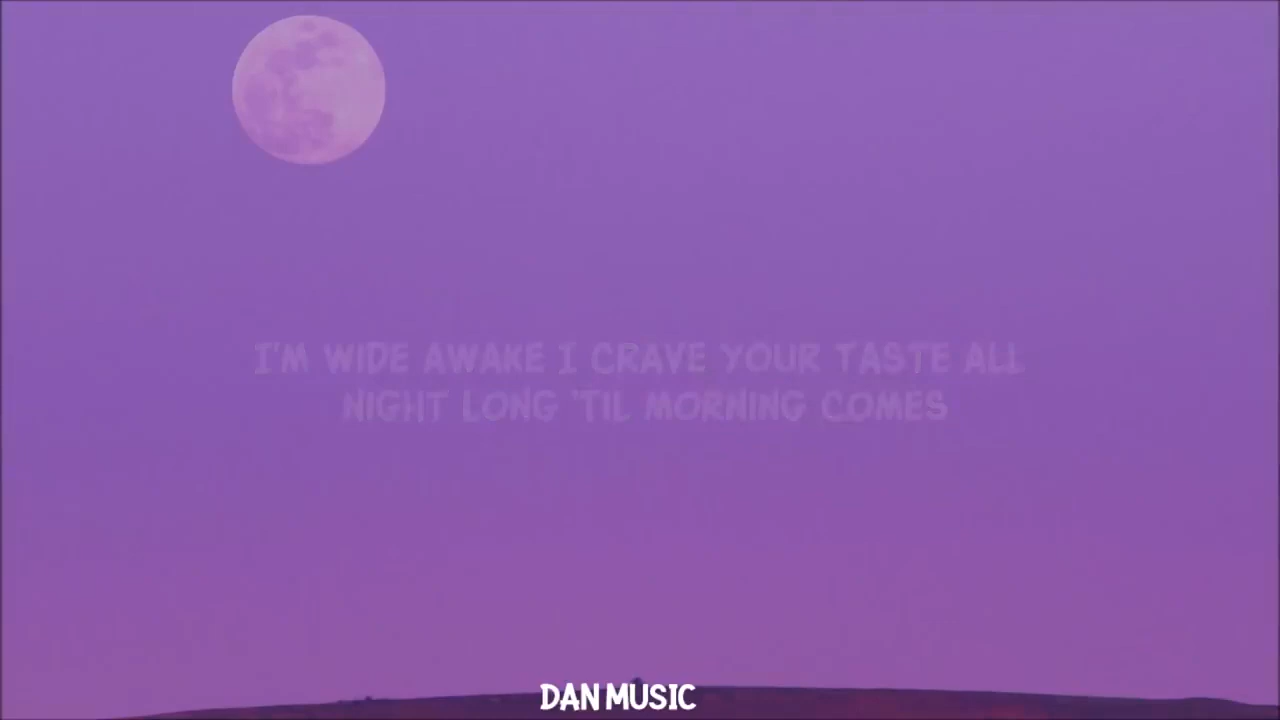 I'M WIDE AWAKE I CRAVE YOUR TASTE ALL
NIGHT LONG 'TIL MORNING COMES
DAN MUSIC